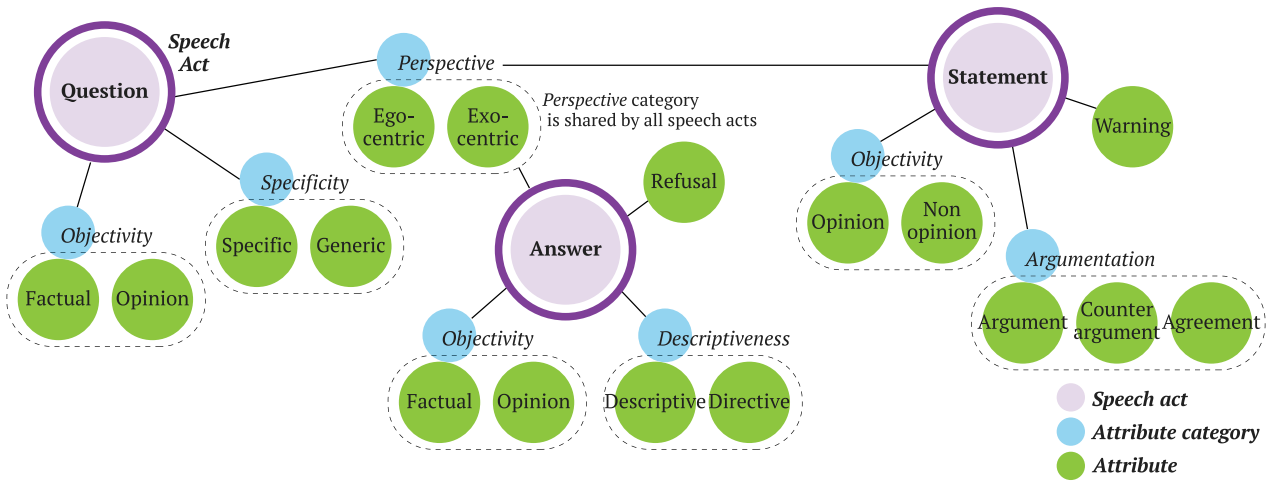 Speech
Act
Question
Perspective
Ego-
centric
Exo-
centric
Perspective category
is shared by all speech acts
Statement
Warning
Objectivity
Opinion
Non
opinion
Argumentation
Argument
Counter
argument
Agreement
Specificity
Specific
Generic
Objectivity
Factual
Opinion
Refusal
Answer
Objectivity
Factual
Opinion
Descriptiveness
Descriptive
Directive
Speech act
Attribute category
Attribute